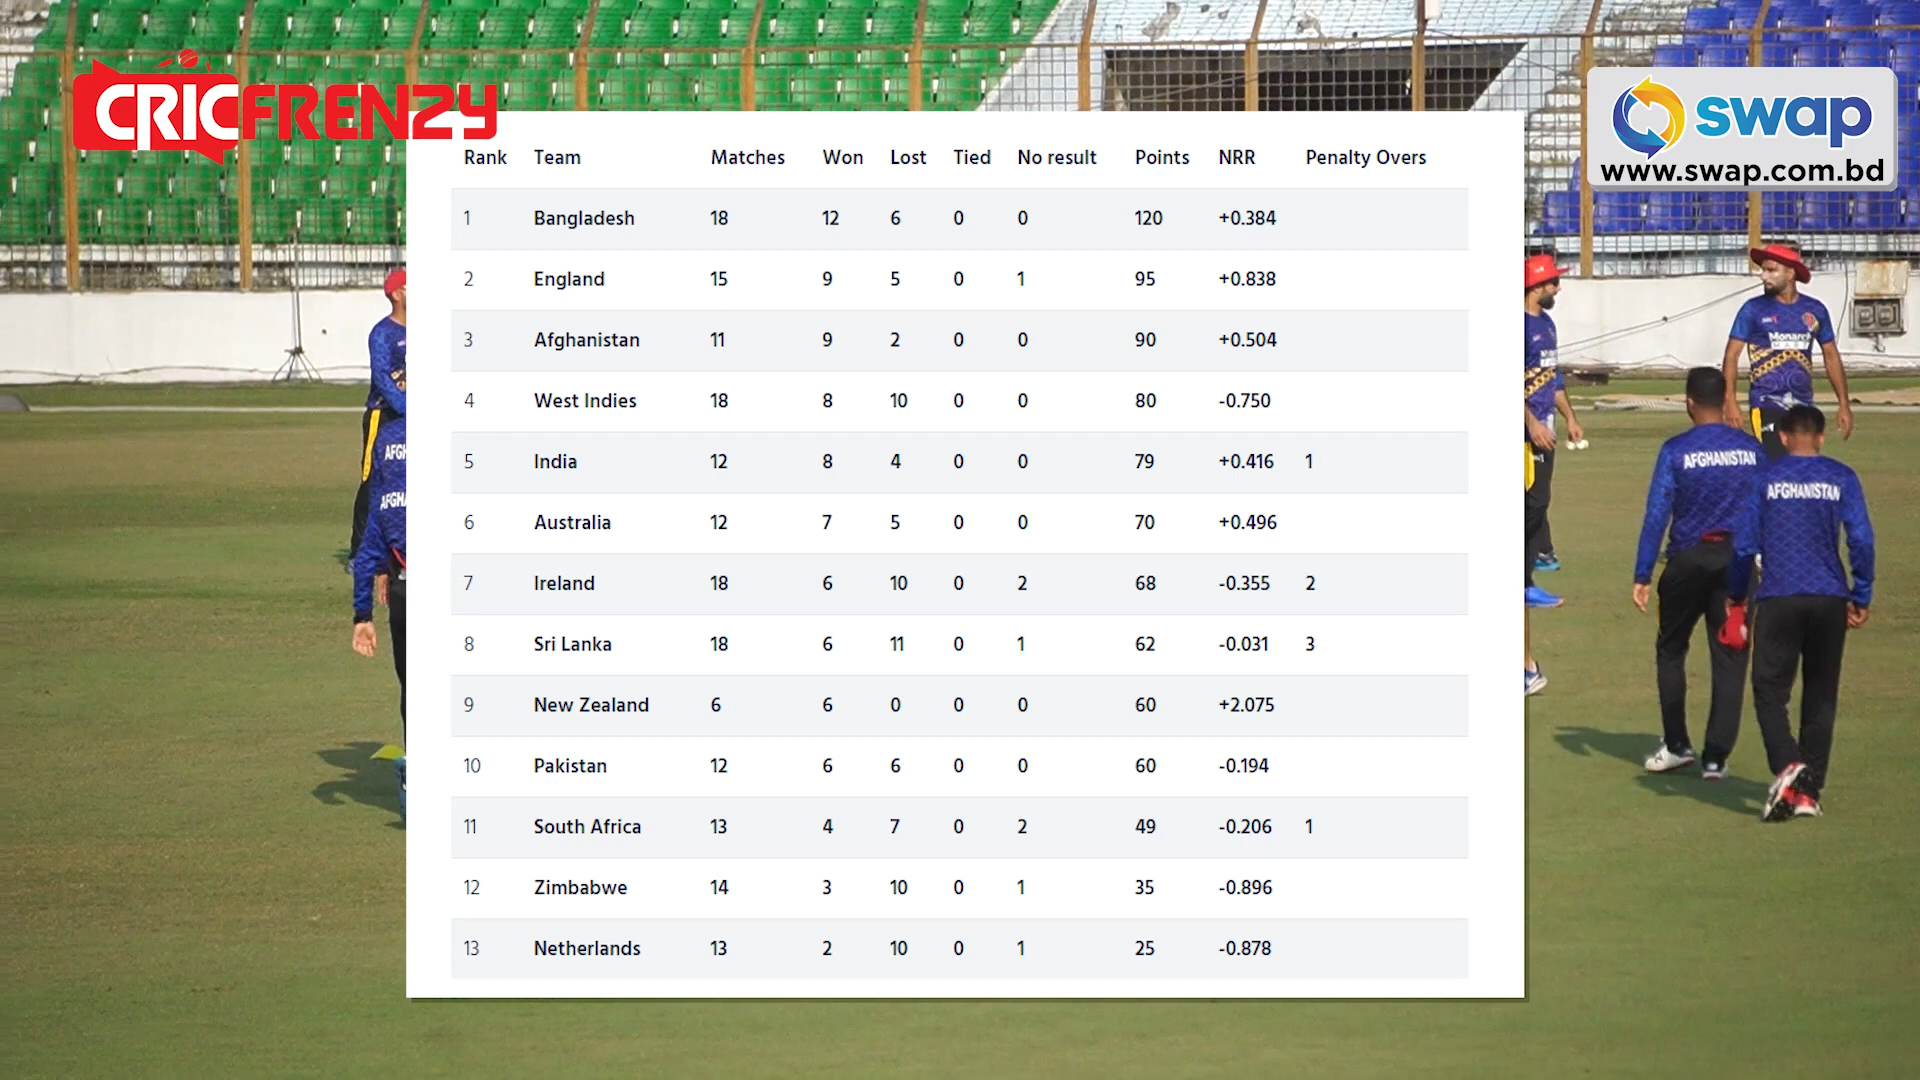 CRICFRENZY
swap
www.swap.com.bd
Rank Team Matches Won Lost Tied No result Points NRR Penalty Overs
1 Bangladesh 18 12 6 0 0 120 +0.384
2 England 15 9 5 0 1 95 +0.838
3 Afghanistan 11 9 2 0 0 90 +0.504
4 West Indies 18 8 10 0 0 80 -0.750
5 India 12 8 4 0 0 79 +0.416 1
6 Australia 12 7 5 0 0 70 +0.496
7 Ireland 18 6 10 0 2 68 -0.355 2
8 Sri Lanka 18 6 11 0 1 62 -0.031 3
9 New Zealand 6 6 0 0 0 60 +2.075
10 Pakistan 12 6 6 0 0 60 -0.194
11 South Africa 13 4 7 0 2 49 -0.206 1
12 Zimbabwe 14 3 10 0 1 35 -0.896
13 Netherlands 13 2 10 0 1 25 -0.878
Monarch
MART
AFGHANISTAN
AFGHANISTAN
AFG
AFGH